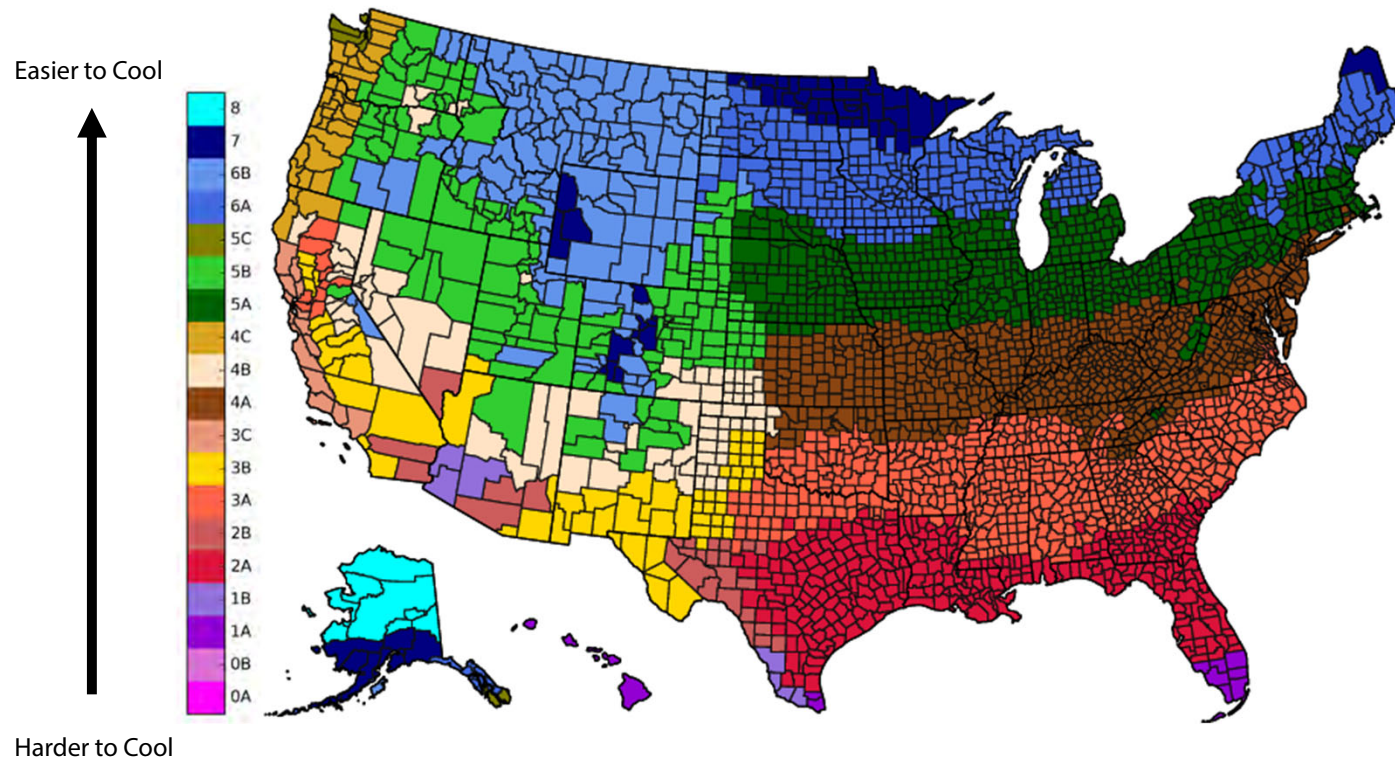 Easier to Cool
8
7
6B
6A
5C
5B
5A
4C
4B
4A
3C
3B
3A
2B
2A
1B
1A
0B
0A
Harder to Cool